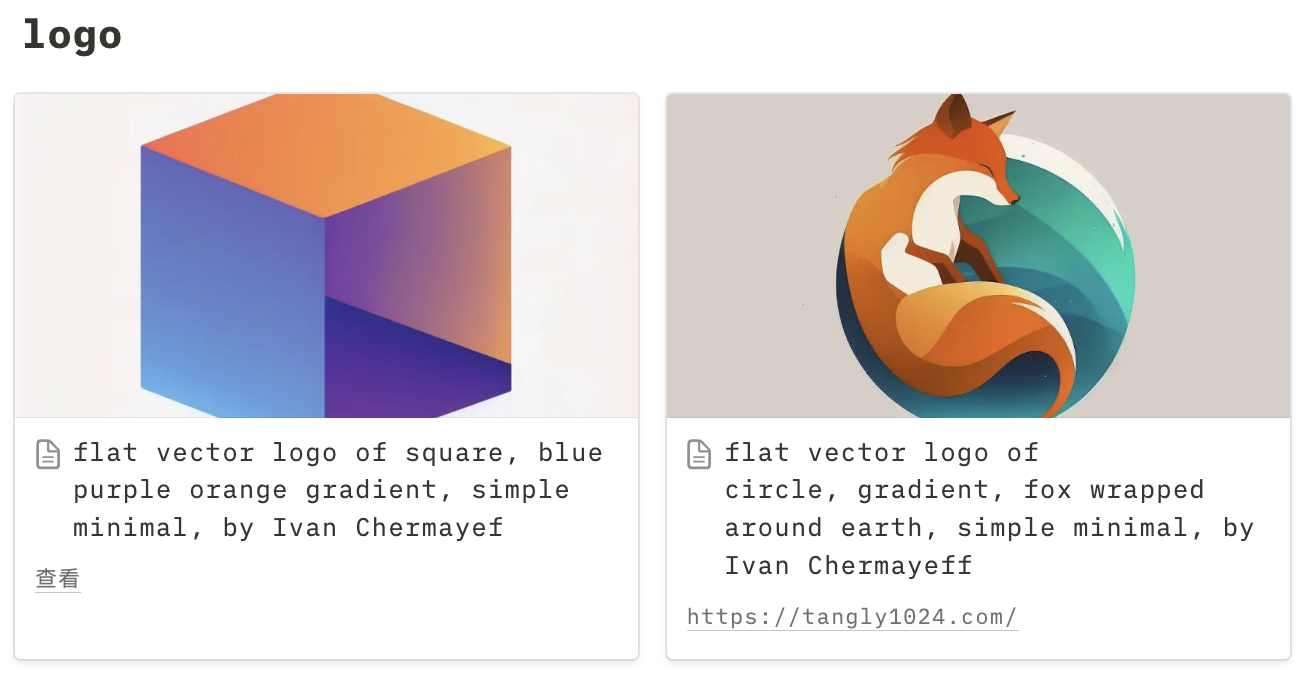 logo
flat vector logo of square, blue
purple orange gradient, simple
minimal, by Ivan Chermayef
查看
flat vector logo of
circle, gradient, fox wrapped
around earth, simple minimal, by
Ivan Chermayeff
https://tangly1024.com/